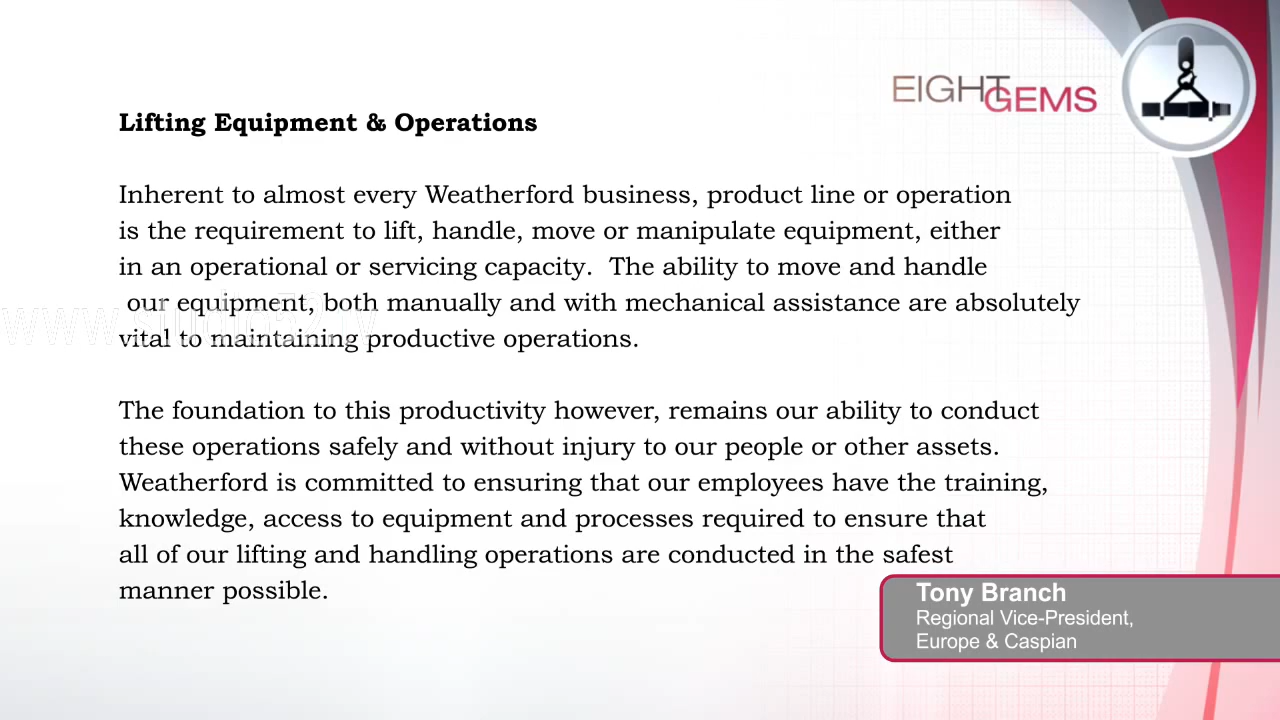 EIGHT
GEMS
Lifting Equipment & Operations
Inherent to almost every Weatherford business, product line or operation
is the requirement to lift, handle, move or manipulate equipment, either
in an operational or servicing capacity.  The ability to move and handle
our equipment, both manually and with mechanical assistance are absolutely
vital to maintaining productive operations.
www.studio52.tv
The foundation to this productivity however, remains our ability to conduct
these operations safely and without injury to our people or other assets.
Weatherford is committed to ensuring that our employees have the training,
knowledge, access to equipment and processes required to ensure that
all of our lifting and handling operations are conducted in the safest
manner possible.
Tony Branch
Regional Vice-President,
Europe & Caspian